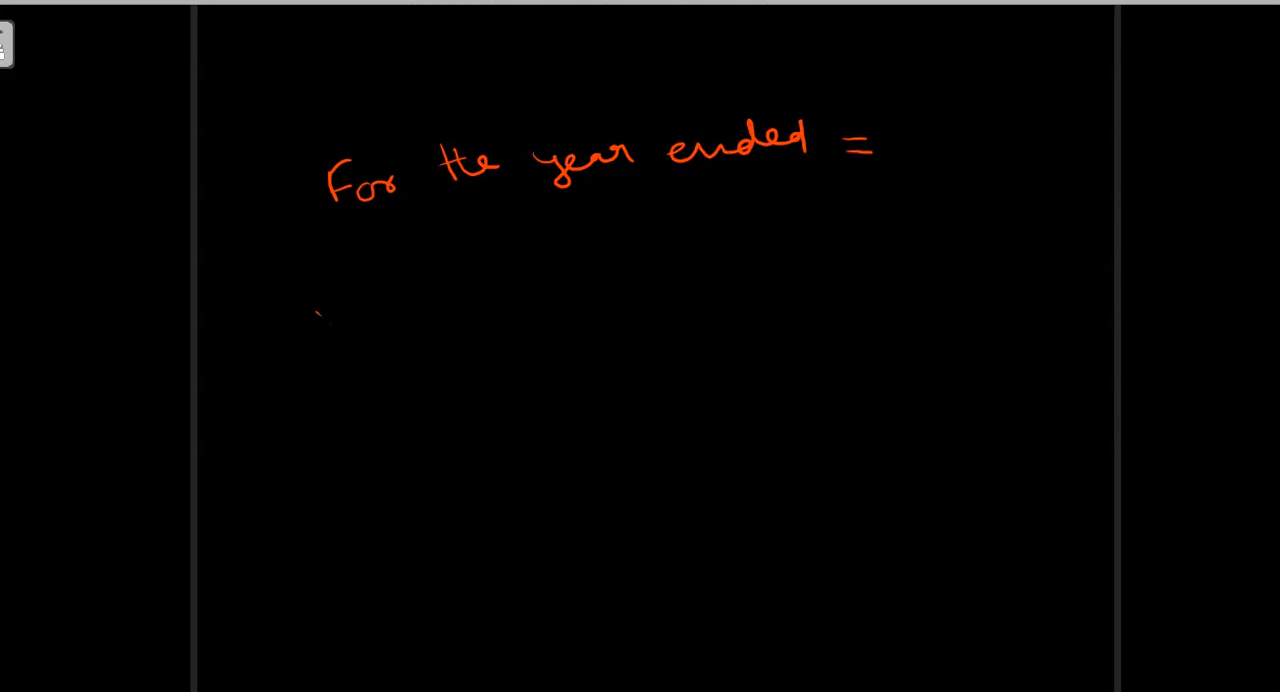 For the year ended =